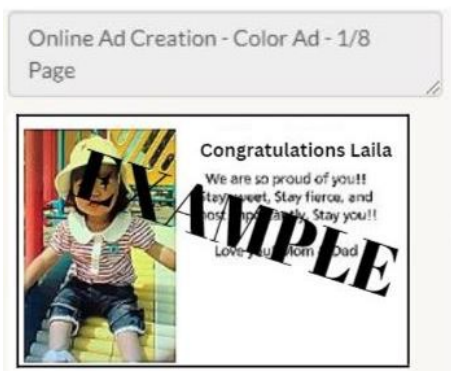 Online Ad Creation - Color Ad - 1/8
Page
Congratulations Laila
We are so proud of you!!
Stay sweet, Stay fierce, and
most importantly, Stay you!!
Love you, Mom Dad
EXAMPLE